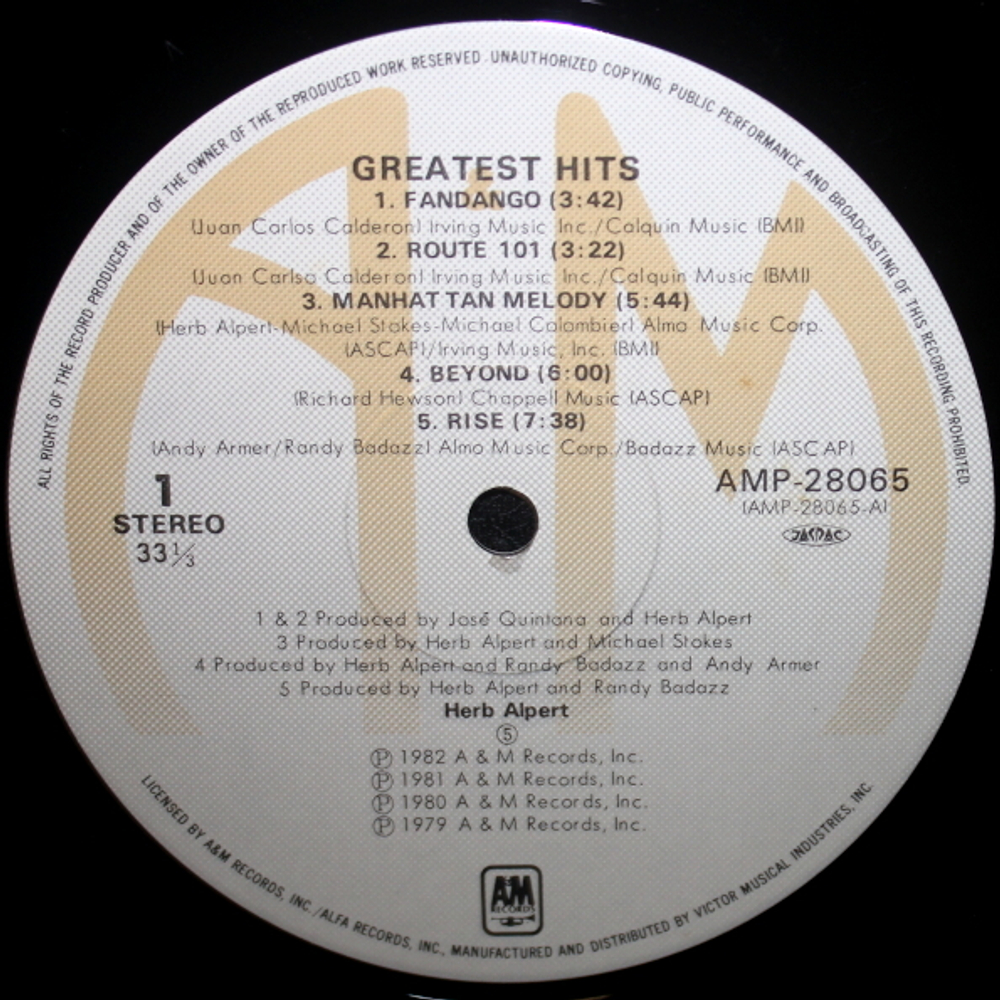 ALL RIGHTS OF THE RECORD PRODUCER AND OF THE OWNER OF THE REPRODUCED WORK RESERVED. UNAUTHORIZED COPYING, PUBLIC PERFORMANCE AND BROADCASTING OF THIS RECORDING PROHIBITED
GREATEST HITS
1. FANDANGO (3:42)
(Juan Carlos Calderon) Irving Music Inc./Calquin Music (BMI)
2. ROUTE 101 (3:22)
(Juan Carlso Calderon) Irving Music Inc./Calquin Music (BMI)
3. MANHATTAN MELODY (5:44)
(Herb Alpert-Michael Stokes-Michael Colombier) Almo Music Corp.
(ASCAP)/Irving Music, Inc. (BMI)
4. BEYOND (6:00)
(Richard Hewson) Chappell Music (ASCAP)
5. RISE (7:38)
(Andy Armer/Randy Badazz) Almo Music Corp./Badazz Music (ASCAP)
1
STEREO
33 1/3
AMP-28065
(AMP-28065-A)
JASRAC
1 & 2 Produced by José Quintana and Herb Alpert
3 Produced by Herb Alpert and Michael Stokes
4 Produced by Herb Alpert and Randy Badazz and Andy Armer
5 Produced by Herb Alpert and Randy Badazz
Herb Alpert
⑤
Ⓟ 1982 A & M Records, Inc.
Ⓟ 1981 A & M Records, Inc.
Ⓟ 1980 A & M Records, Inc.
Ⓟ 1979 A & M Records, Inc.
A&M
RECORDS
LICENSED BY A&M RECORDS, INC./ALFA RECORDS, INC, MANUFACTURED AND DISTRIBUTED BY VICTOR MUSICAL INDUSTRIES, INC